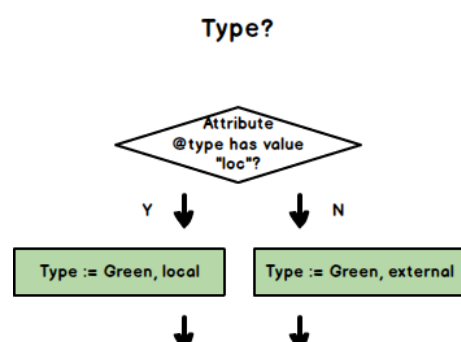 Type?
Attribute
@type has value
"loc"?
Y
N
Type := Green, local
Type := Green, external